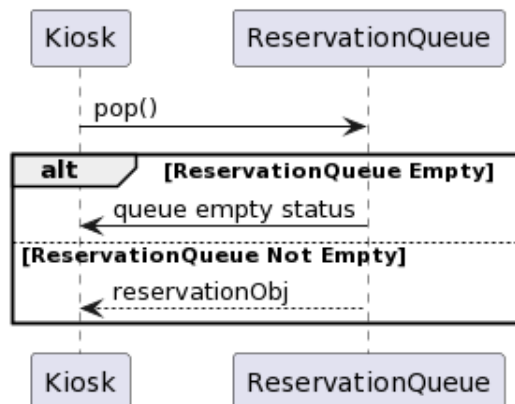 Kiosk ReservationQueue
pop()
alt [ReservationQueue Empty]
queue empty status
[ReservationQueue Not Empty]
reservationObj
Kiosk ReservationQueue